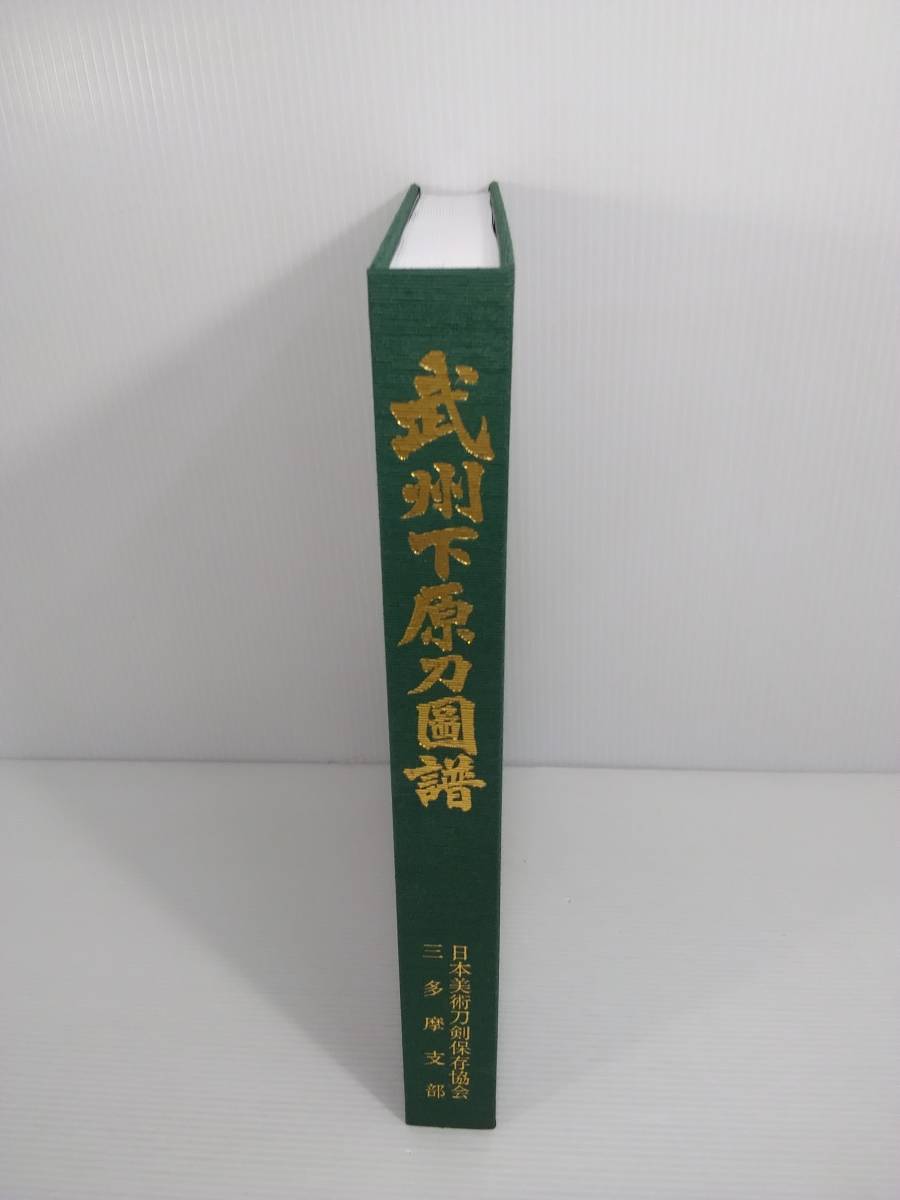 武州下原刀圖譜
日本美術刀剣保存協会
三多摩支部